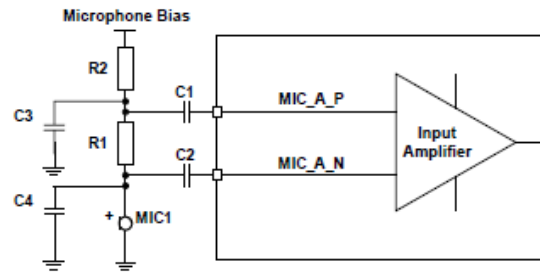 Microphone Bias
R2
C1
C3
MIC_A_P
R1
Input
Amplifier
C2
MIC_A_N
C4
+
MIC1